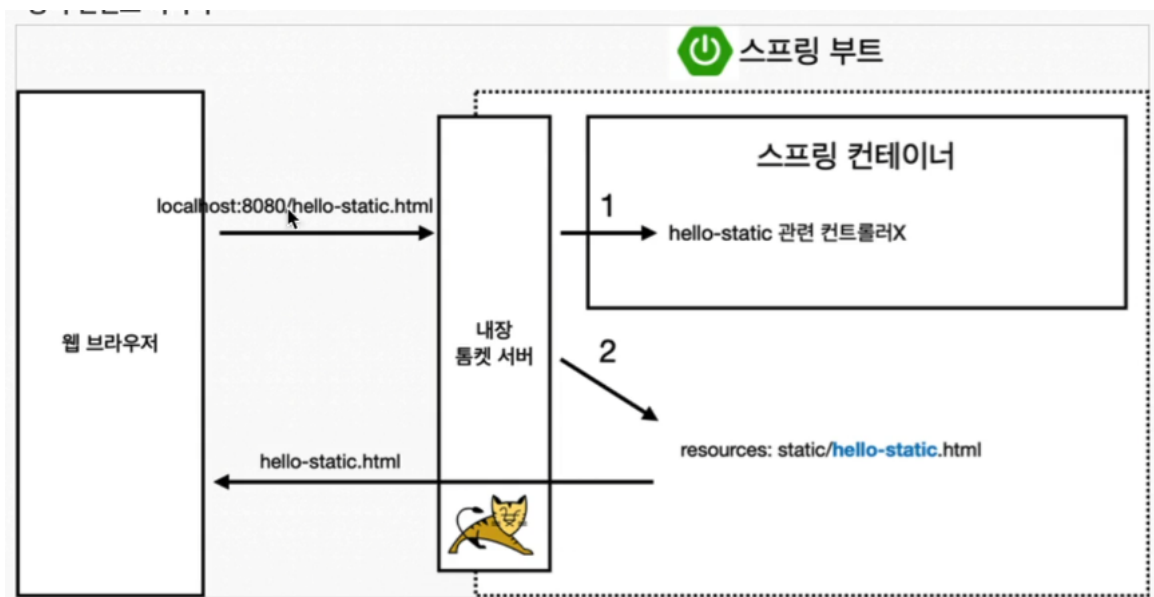 스프링 부트
스프링 컨테이너
localhost:8080/hello-static.html
1
hello-static 관련 컨트롤러X
웹 브라우저
내장
톰켓 서버
2
resources: static/hello-static.html
hello-static.html